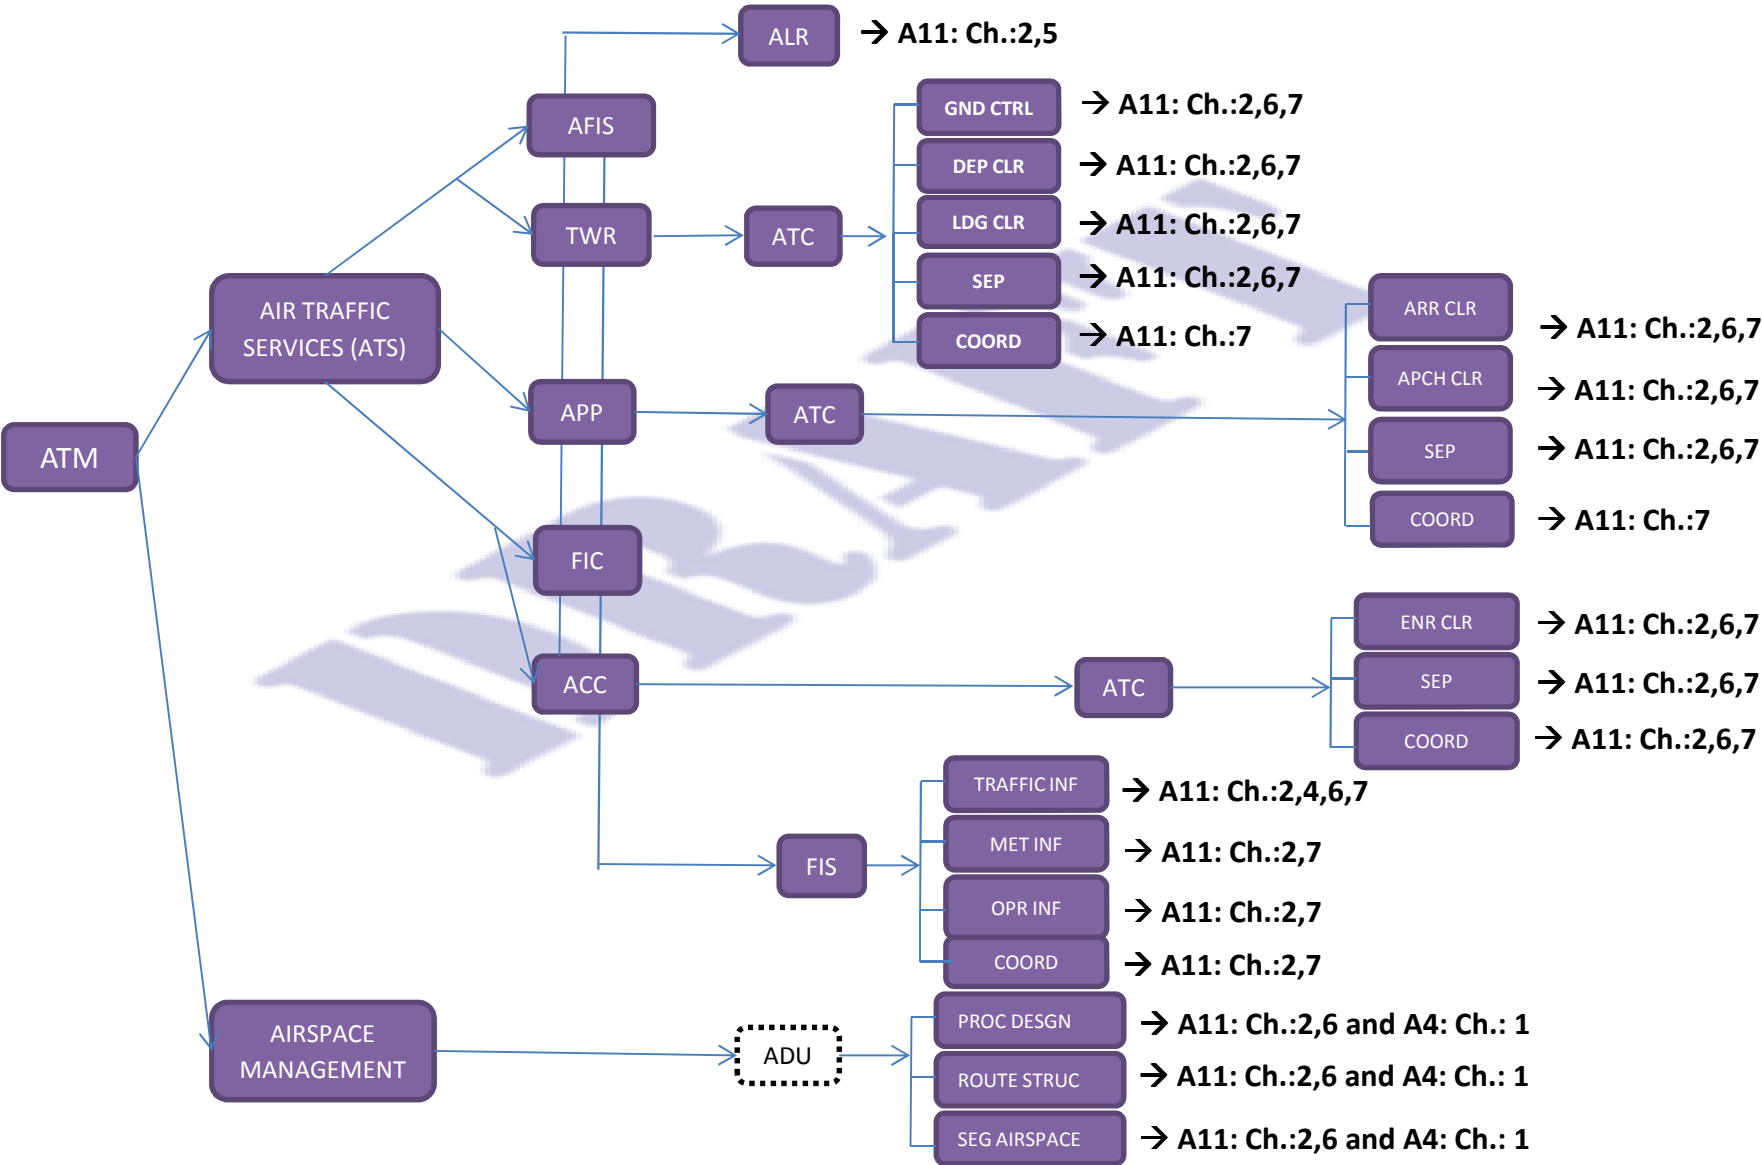 ALR
→ A11: Ch.:2,5
AFIS
GND CTRL
→ A11: Ch.:2,6,7
DEP CLR
→ A11: Ch.:2,6,7
TWR
ATC
LDG CLR
→ A11: Ch.:2,6,7
SEP
→ A11: Ch.:2,6,7
COORD
→ A11: Ch.:7
AIR TRAFFIC
SERVICES (ATS)
ARR CLR
→ A11: Ch.:2,6,7
APCH CLR
→ A11: Ch.:2,6,7
APP
ATC
SEP
→ A11: Ch.:2,6,7
COORD
→ A11: Ch.:7
ATM
FIC
ACC
ATC
ENR CLR
→ A11: Ch.:2,6,7
SEP
→ A11: Ch.:2,6,7
COORD
→ A11: Ch.:2,6,7
TRAFFIC INF
→ A11: Ch.:2,4,6,7
MET INF
→ A11: Ch.:2,7
FIS
OPR INF
→ A11: Ch.:2,7
COORD
→ A11: Ch.:2,7
AIRSPACE
MANAGEMENT
ADU
PROC DESGN
→ A11: Ch.:2,6 and A4: Ch.: 1
ROUTE STRUC
→ A11: Ch.:2,6 and A4: Ch.: 1
SEG AIRSPACE
→ A11: Ch.:2,6 and A4: Ch.: 1
DRAFT